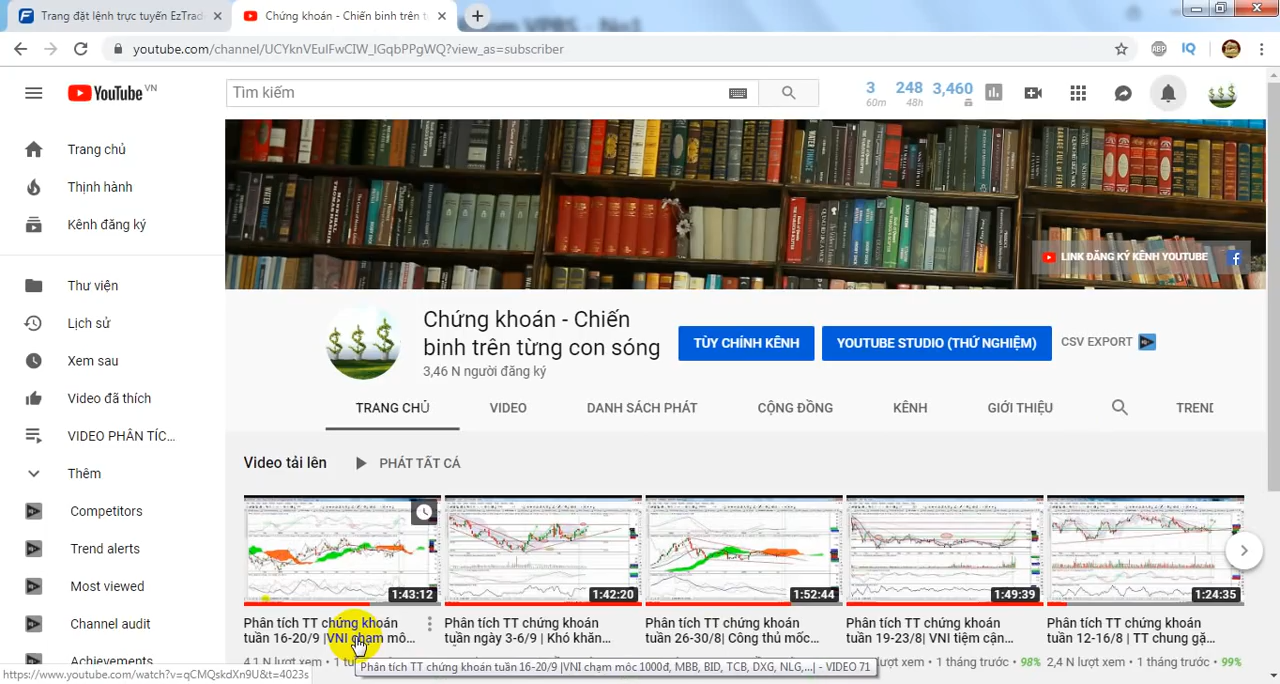 om VPBS - No1
Trang đặt lệnh trực tuyến EzTrade
Chứng khoán - Chiến binh trên t
youtube.com/channel/UCYknVEulFwCIW_lGqbPPgWQ?view_as=subscriber
ABP
IQ
YouTube VN
Tìm kiếm
3 248 3,460
60m 48h
Trang chủ
Thịnh hành
Kênh đăng ký
Thư viện
Lịch sử
Xem sau
Video đã thích
VIDEO PHÂN TÍC...
Thêm
Competitors
Trend alerts
Most viewed
Channel audit
Achievements
LINK ĐĂNG KÝ KÊNH YOUTUBE
Chứng khoán - Chiến
binh trên từng con sóng
3,46 N người đăng ký
TÙY CHỈNH KÊNH
YOUTUBE STUDIO (THỬ NGHIỆM)
CSV EXPORT
TRANG CHỦ VIDEO DANH SÁCH PHÁT CỘNG ĐỒNG KÊNH GIỚI THIỆU TREND
Video tải lên PHÁT TẤT CẢ
1:43:12 1:42:20 1:52:44 1:49:39 1:24:35
Phân tích TT chứng khoán
tuần 16-20/9 |VNI chạm mô...
4,1 N lượt xem • 1
Phân tích TT chứng khoán
tuần ngày 3-6/9 | Khó khăn...
Phân tích TT chứng khoán
tuần 26-30/8| Công thủ mốc...
Phân tích TT chứng khoán
tuần 19-23/8| VNI tiệm cận...
lượt xem • 1 tháng trước • 98%
Phân tích TT chứng khoán
tuần 12-16/8 | TT chung gặ...
2,4 N lượt xem • 1 tháng trước • 99%
Phân tích TT chứng khoán tuần 16-20/9 |VNI chạm móc 1000đ, MBB, BID, TCB, DXG, NLG,...| - VIDEO 71
https://www.youtube.com/watch?v=qCMQskdXn9U&t=4023s